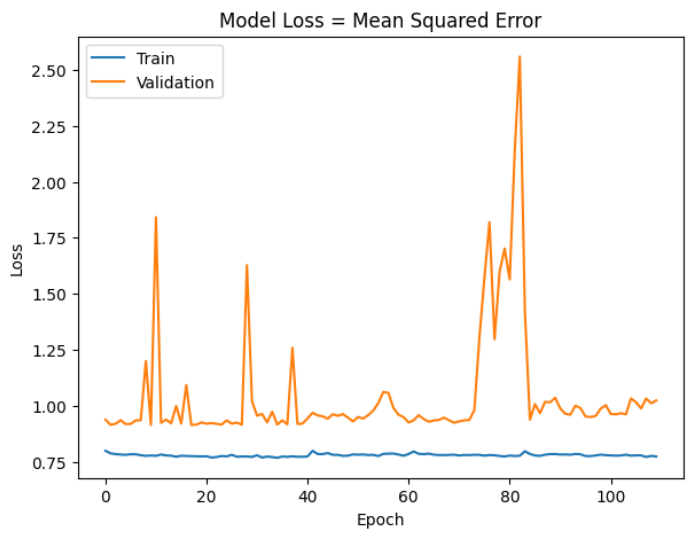 Model Loss = Mean Squared Error
Train
Validation
2.50
2.25
2.00
1.75
1.50
1.25
1.00
0.75
Loss
0 20 40 60 80 100
Epoch